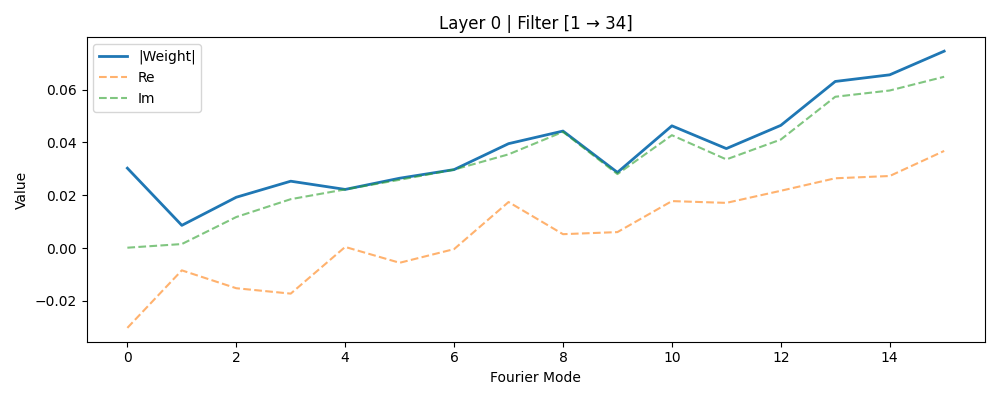 Layer 0 | Filter [1 → 34]
|Weight|
Re
Im
Value
0.06
0.04
0.02
0.00
−0.02
0 2 4 6 8 10 12 14
Fourier Mode